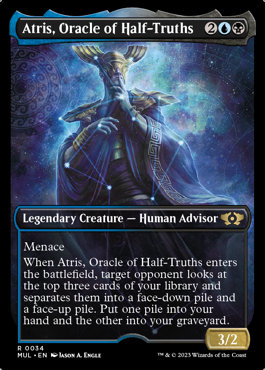 Atris, Oracle of Half-Truths 2
Legendary Creature — Human Advisor
Menace
When Atris, Oracle of Half-Truths enters
the battlefield, target opponent looks at
the top three cards of your library and
separates them into a face-down pile and
a face-up pile. Put one pile into your
hand and the other into your graveyard.
3/2
R 0034
MUL • EN Jason A. Engle
™ & © 2023 Wizards of the Coast